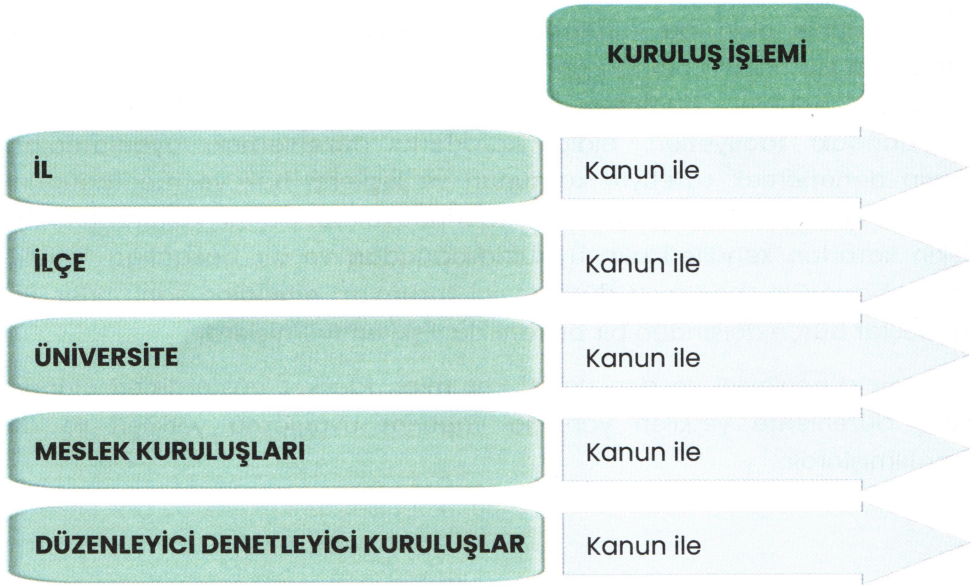 KURULUŞ İŞLEMİ
İL Kanun ile
İLÇE Kanun ile
ÜNİVERSİTE Kanun ile
MESLEK KURULUŞLARI Kanun ile
DÜZENLEYİCİ DENETLEYİCİ KURULUŞLAR Kanun ile